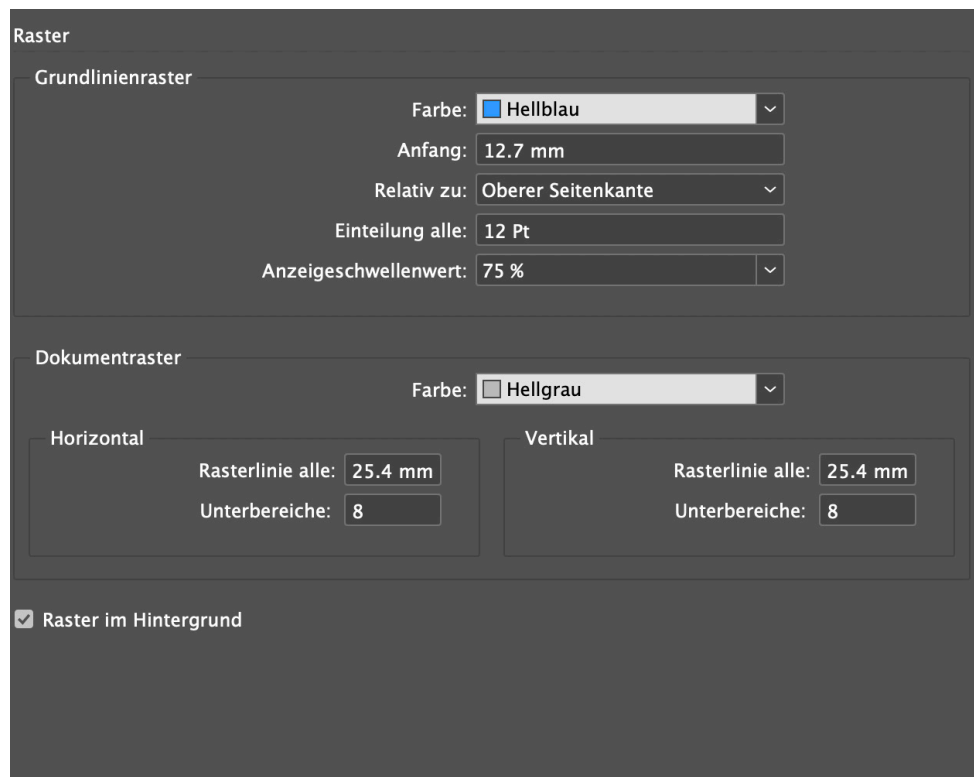 Raster
Grundlinienraster
Farbe: Hellblau
Anfang: 12.7 mm
Relativ zu: Oberer Seitenkante
Einteilung alle: 12 Pt
Anzeigeschwellenwert: 75 %
Dokumentraster
Farbe: Hellgrau
Horizontal
Rasterlinie alle: 25.4 mm
Unterbereiche: 8
Vertikal
Rasterlinie alle: 25.4 mm
Unterbereiche: 8
Raster im Hintergrund